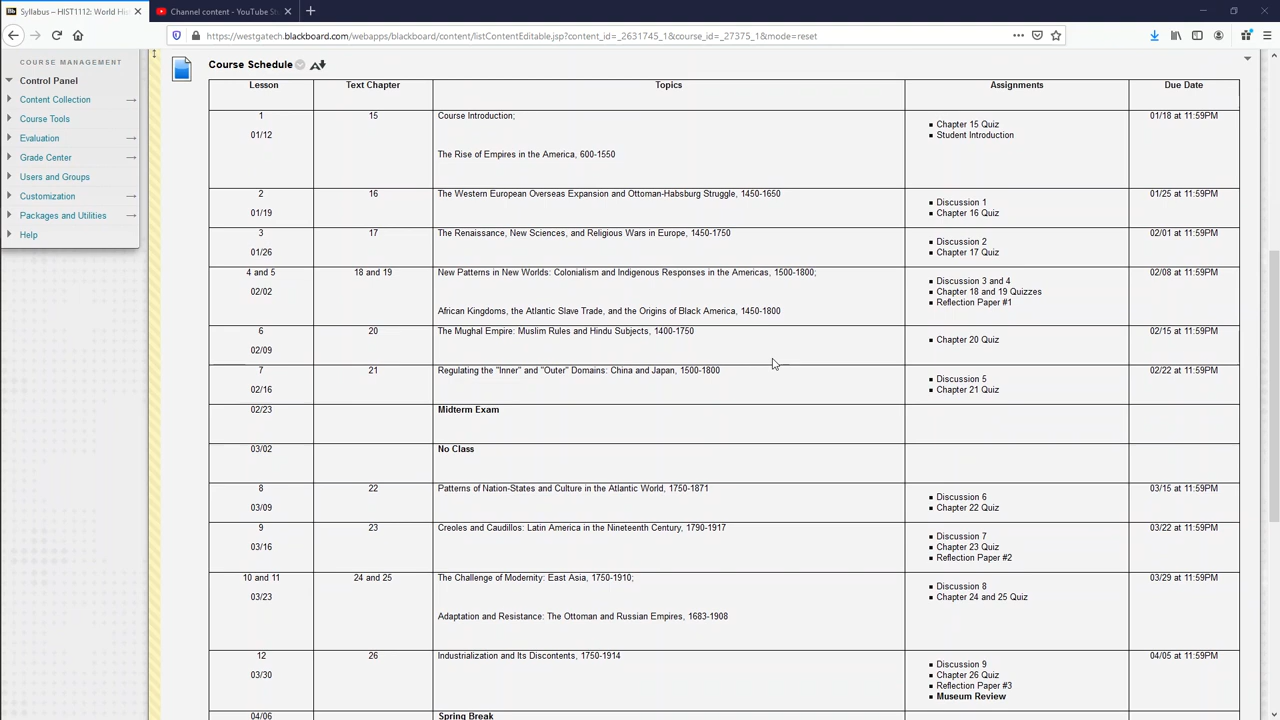 Syllabus – HIST1112: World His
Channel content - YouTube St
https://westgatech.blackboard.com/webapps/blackboard/content/listContentEditable.jsp?content_id=_2631745_1&course_id=_27375_1&mode=reset
COURSE MANAGEMENT
Control Panel
Content Collection
Course Tools
Evaluation
Grade Center
Users and Groups
Customization
Packages and Utilities
Help
Course Schedule
Lesson Text Chapter Topics Assignments Due Date
1 15 Course Introduction; 01/18 at 11:59PM
Chapter 15 Quiz
01/12 Student Introduction
The Rise of Empires in the America, 600-1550
2 16 The Western European Overseas Expansion and Ottoman-Habsburg Struggle, 1450-1650 01/25 at 11:59PM
Discussion 1
01/19 Chapter 16 Quiz
3 17 The Renaissance, New Sciences, and Religious Wars in Europe, 1450-1750 02/01 at 11:59PM
Discussion 2
01/26 Chapter 17 Quiz
4 and 5 18 and 19 New Patterns in New Worlds: Colonialism and Indigenous Responses in the Americas, 1500-1800; 02/08 at 11:59PM
Discussion 3 and 4
02/02 Chapter 18 and 19 Quizzes
Reflection Paper #1
African Kingdoms, the Atlantic Slave Trade, and the Origins of Black America, 1450-1800
6 20 The Mughal Empire: Muslim Rules and Hindu Subjects, 1400-1750 02/15 at 11:59PM
Chapter 20 Quiz
02/09
7 21 Regulating the "Inner" and "Outer" Domains: China and Japan, 1500-1800 02/22 at 11:59PM
Discussion 5
02/16 Chapter 21 Quiz
02/23 Midterm Exam
03/02 No Class
8 22 Patterns of Nation-States and Culture in the Atlantic World, 1750-1871 03/15 at 11:59PM
Discussion 6
03/09 Chapter 22 Quiz
9 23 Creoles and Caudillos: Latin America in the Nineteenth Century, 1790-1917 03/22 at 11:59PM
Discussion 7
03/16 Chapter 23 Quiz
Reflection Paper #2
10 and 11 24 and 25 The Challenge of Modernity: East Asia, 1750-1910; 03/29 at 11:59PM
Discussion 8
03/23 Chapter 24 and 25 Quiz
Adaptation and Resistance: The Ottoman and Russian Empires, 1683-1908
12 26 Industrialization and Its Discontents, 1750-1914 04/05 at 11:59PM
Discussion 9
03/30 Chapter 26 Quiz
Reflection Paper #3
Museum Review
04/06 Spring Break